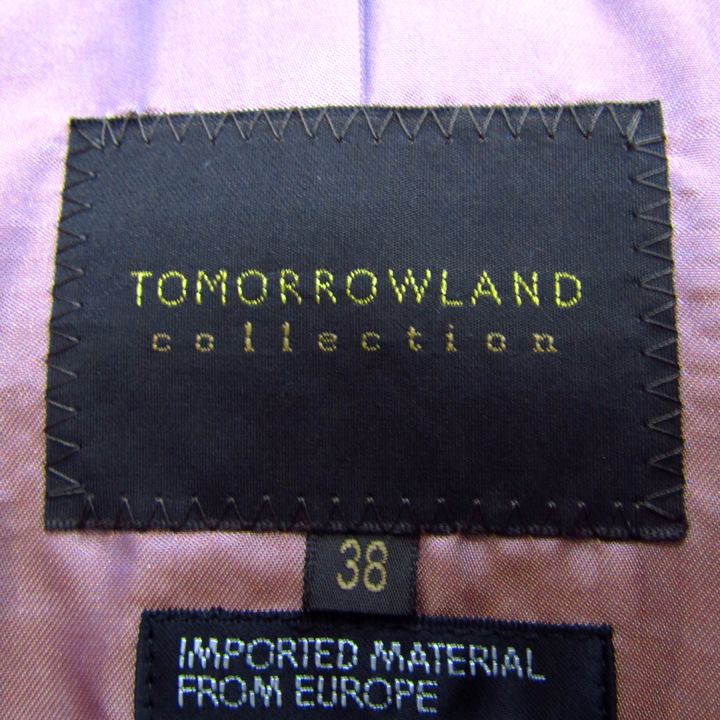 TOMORROWLAND
collection
38
IMPORTED MATERIAL
FROM EUROPE